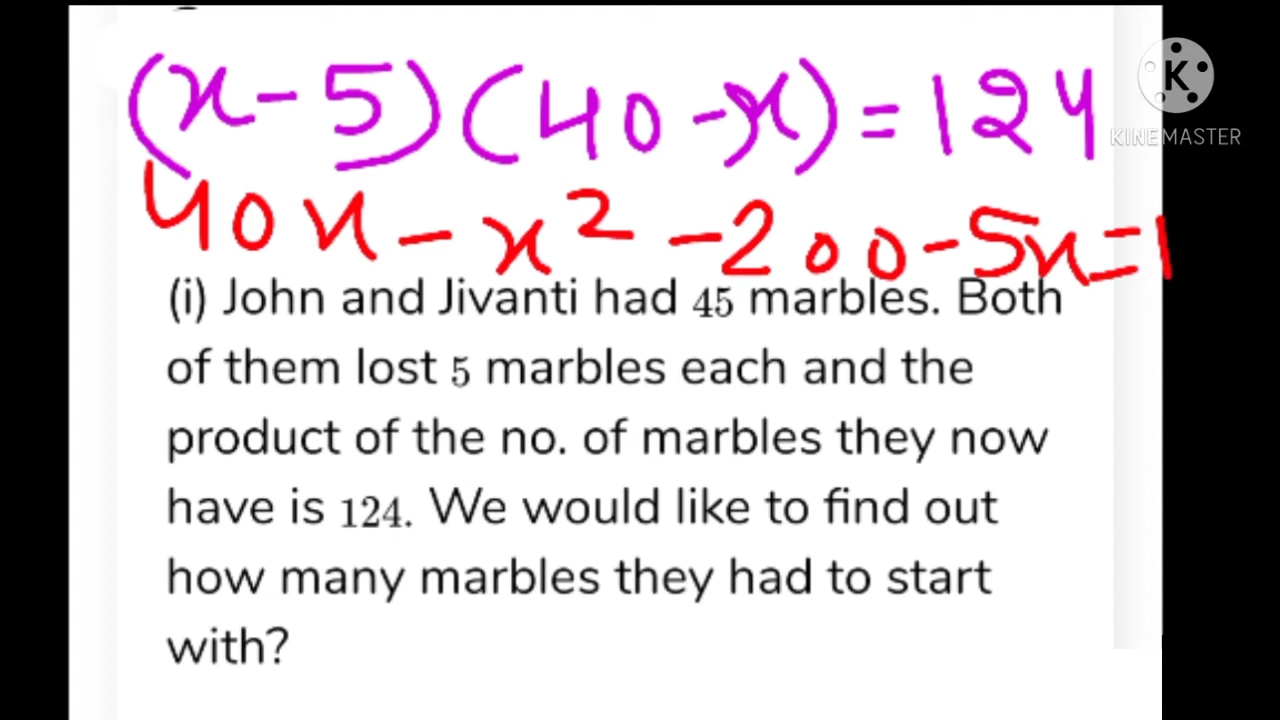 (x-5)(40-x)=124
K
KINEMASTER
40x-x²-200-5x=1
(i) John and Jivanti had 45 marbles. Both
of them lost 5 marbles each and the
product of the no. of marbles they now
have is 124. We would like to find out
how many marbles they had to start
with?